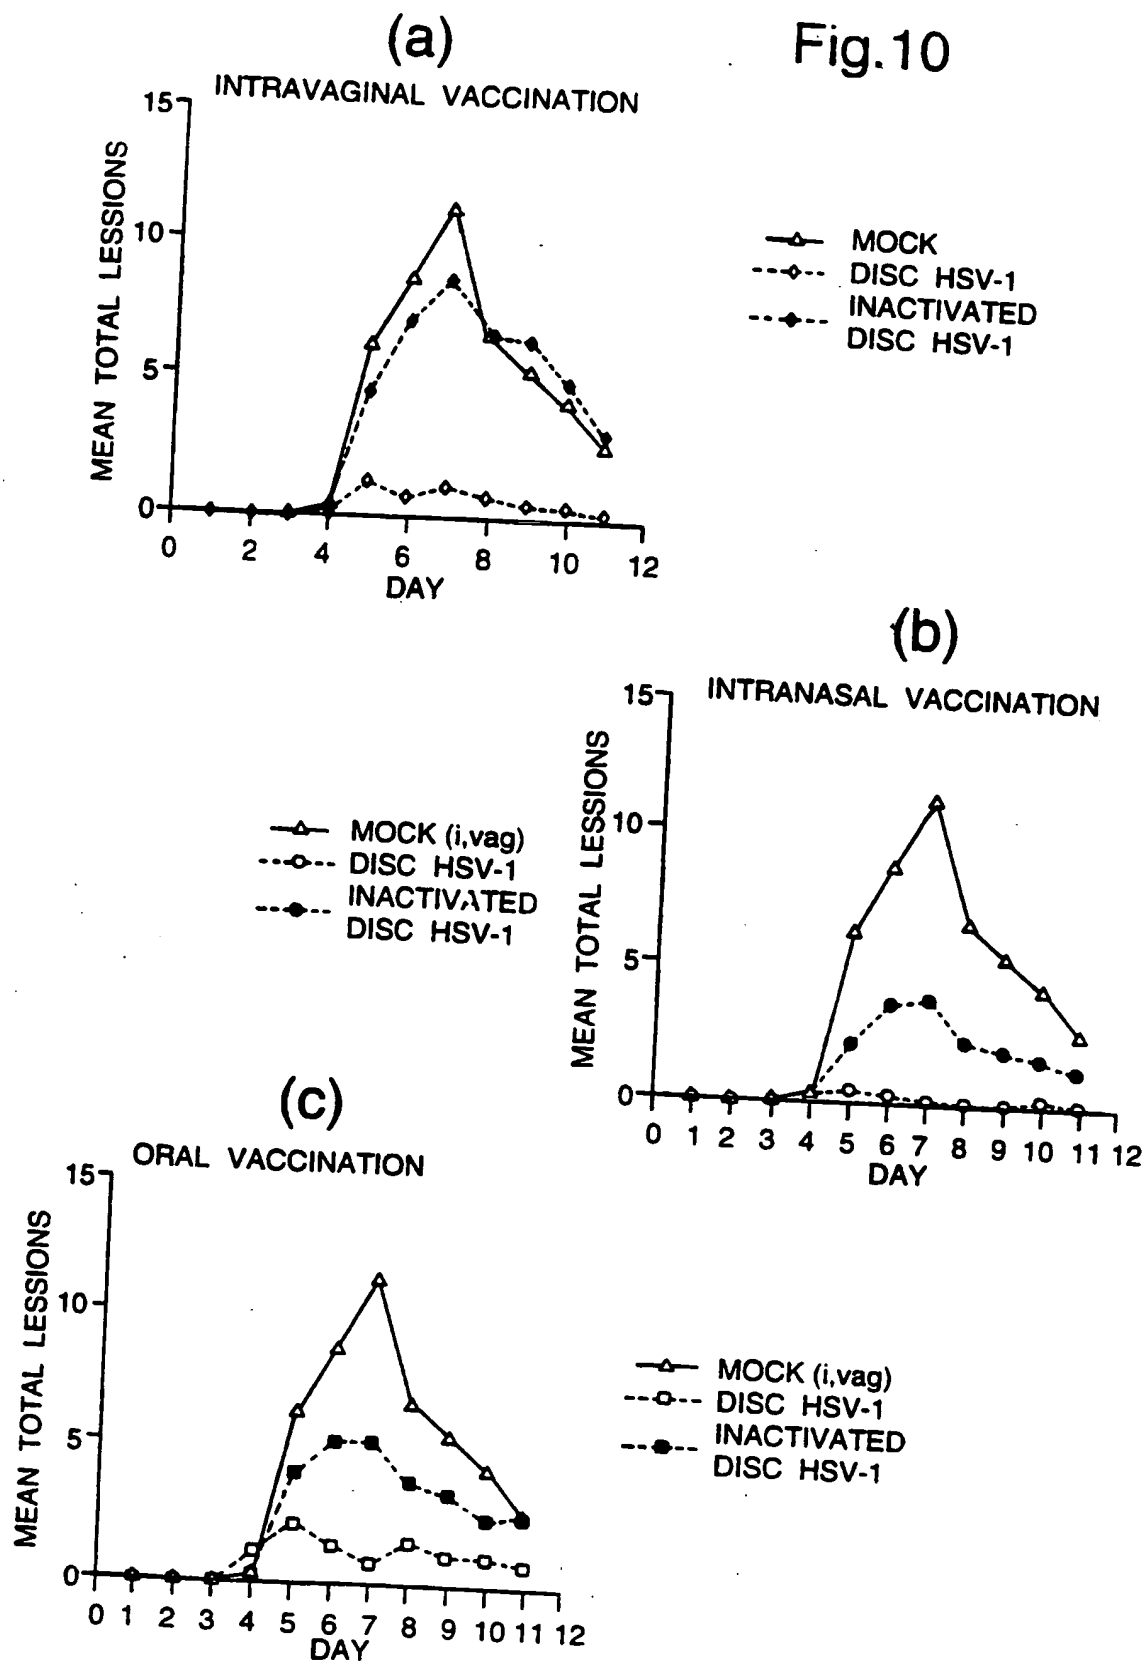 Fig.10
(a)
INTRAVAGINAL VACCINATION
15
10
5
0
MEAN TOTAL LESSIONS
0 2 4 6 8 10 12
DAY
MOCK
DISC HSV-1
INACTIVATED
DISC HSV-1
(b)
INTRANASAL VACCINATION
15
10
5
0
MEAN TOTAL LESSIONS
0 1 2 3 4 5 6 7 8 9 10 11 12
DAY
MOCK (i,vag)
DISC HSV-1
INACTIVATED
DISC HSV-1
(c)
ORAL VACCINATION
15
10
5
0
MEAN TOTAL LESSIONS
0 1 2 3 4 5 6 7 8 9 10 11 12
DAY
MOCK (i,vag)
DISC HSV-1
INACTIVATED
DISC HSV-1